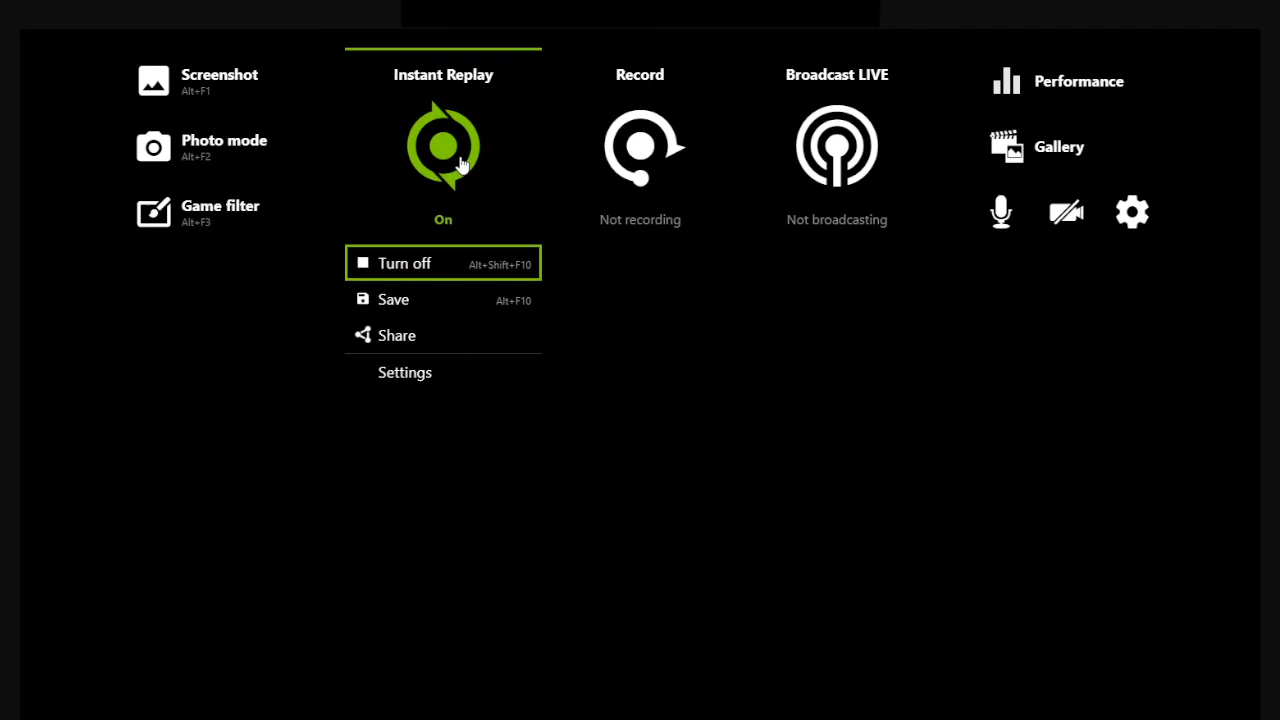 Screenshot
Alt+F1
Photo mode
Alt+F2
Game filter
Alt+F3
Instant Replay
On
Turn off Alt+Shift+F10
Save Alt+F10
Share
Settings
Record
Not recording
Broadcast LIVE
Not broadcasting
Performance
Gallery